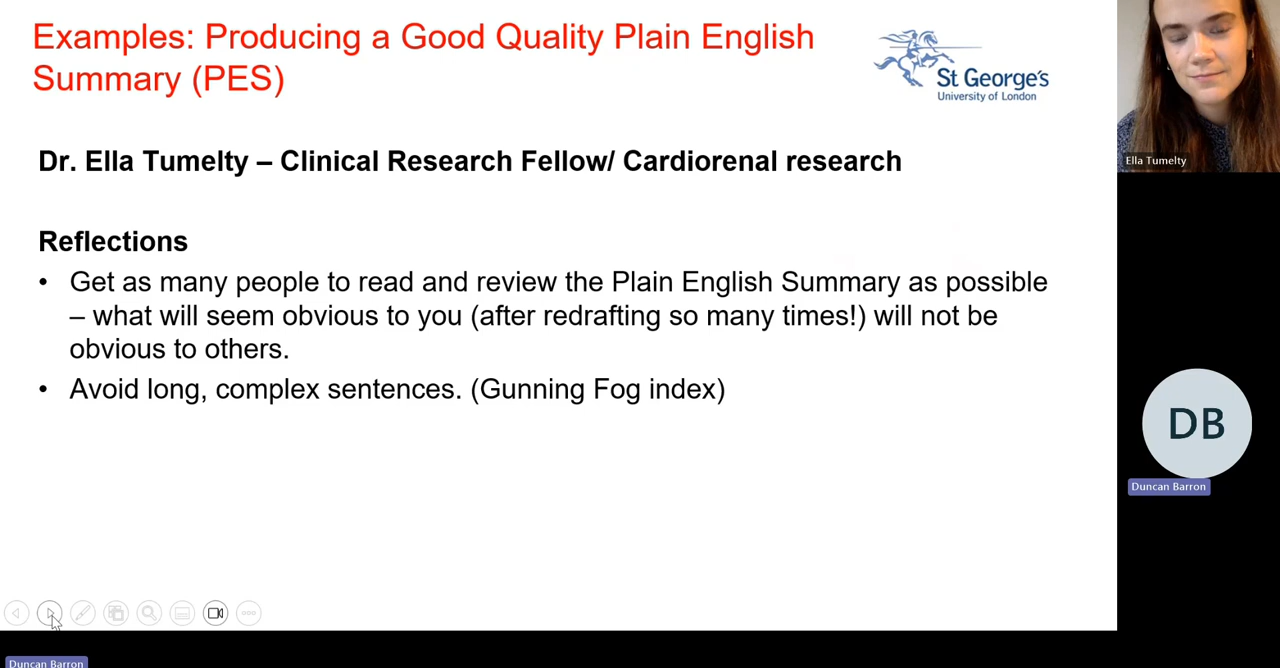 Examples: Producing a Good Quality Plain English
Summary (PES)
St George's
University of London
Dr. Ella Tumelty – Clinical Research Fellow/ Cardiorenal research
Reflections
• Get as many people to read and review the Plain English Summary as possible
– what will seem obvious to you (after redrafting so many times!) will not be
obvious to others.
• Avoid long, complex sentences. (Gunning Fog index)
Ella Tumelty
DB
Duncan Barron
Duncan Barron